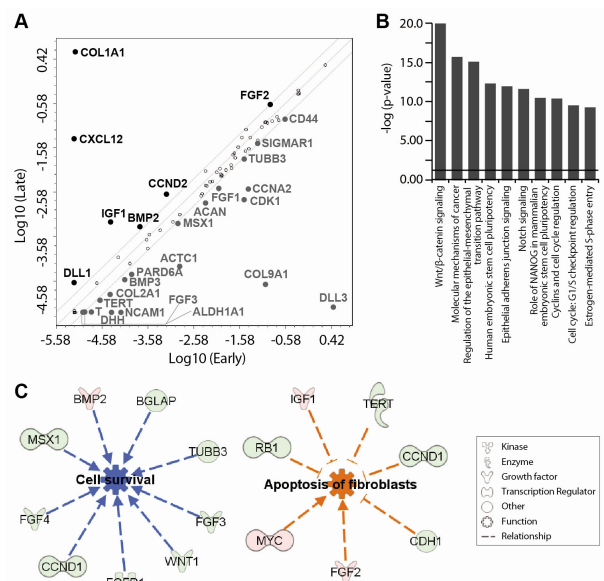 A
B
0.42
-0.58
-1.58
-2.58
-3.58
-4.58
Log10 (Late)
COL1A1
CXCL12
FGF2
CD44
SIGMAR1
TUBB3
CCND2
CCNA2
FGF1
CDK1
ACAN
IGF1
BMP2
MSX1
ACTC1
DLL1
PARD6A
BMP3
COL9A1
COL2A1
TERT
FGF3
DLL3
T
NCAM1
ALDH1A1
DHH
-5.58
-4.58
-3.58
-2.58
-1.58
-0.58
0.42
Log10 (Early)
-log (p-value)
20.0
15.0
10.0
5.0
0.00
Wnt/β-catenin signaling
Molecular mechanisms of cancer
Regulation of the epithelial-mesenchymal
transition pathway
Human embryonic stem cell pluripotency
Epithelial adherens junction signaling
Notch signaling
Role of NANOG in mammalian
embryonic stem cell pluripotency
Cyclins and cell cycle regulation
Cell cycle: G1/S checkpoint regulation
Estrogen-mediated S-phase entry
C
BMP2
BGLAP
MSX1
TUBB3
Cell survival
FGF4
FGF3
CCND1
WNT1
FGFR1
IGF1
TERT
RB1
CCND1
Apoptosis of fibroblasts
MYC
CDH1
FGF2
Kinase
Enzyme
Growth factor
Transcription Regulator
Other
Function
Relationship